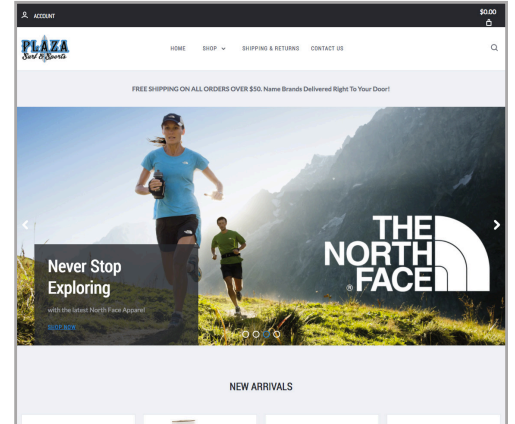 ACCOUNT
$0.00
PLAZA
Surf & Sports
HOME SHOP SHIPPING & RETURNS CONTACT US
FREE SHIPPING ON ALL ORDERS OVER $50. Name Brands Delivered Right To Your Door!
THE
NORTH
FACE
®
Never Stop
Exploring
with the latest North Face Apparel
SHOP NOW
NEW ARRIVALS